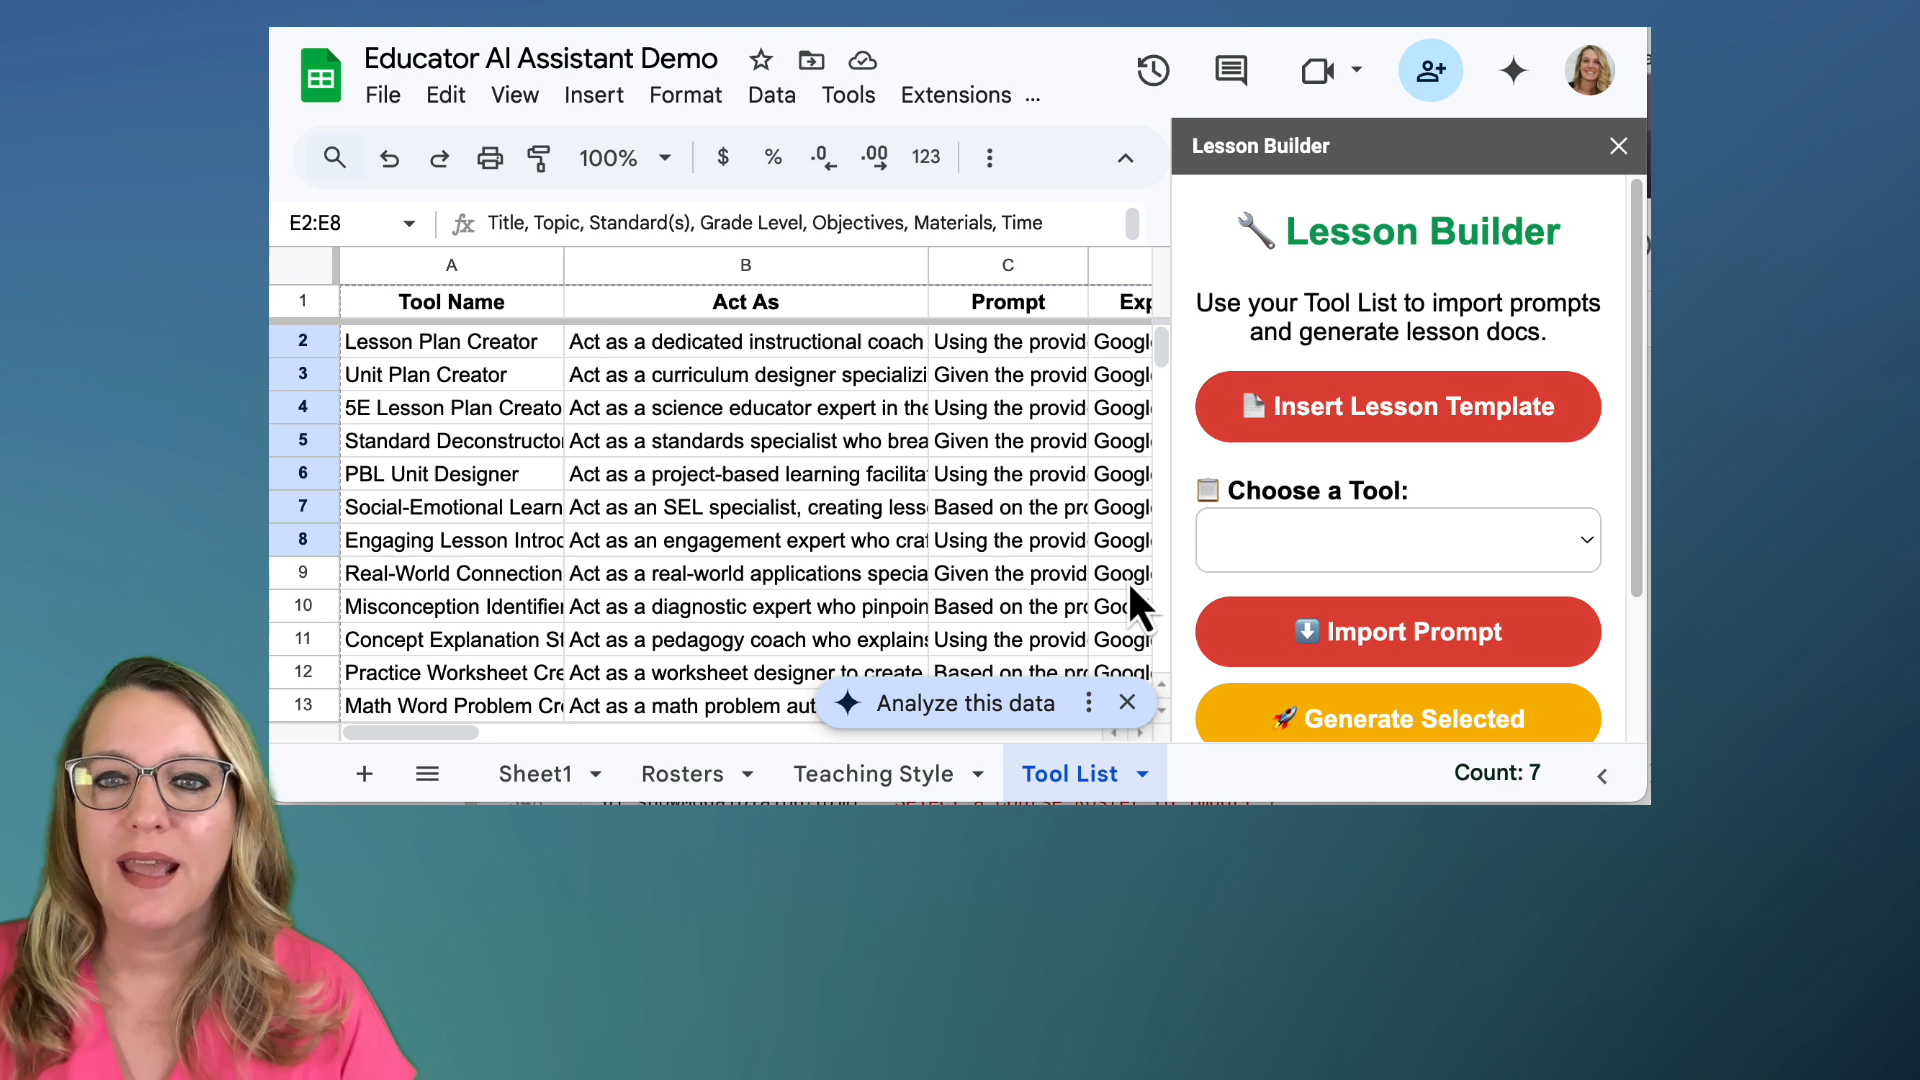 Educator AI Assistant Demo
File Edit View Insert Format Data Tools Extensions ...
100% $ % .0 .00 123
E2:E8 fx Title, Topic, Standard(s), Grade Level, Objectives, Materials, Time
A B C
1 Tool Name Act As Prompt Exp
2 Lesson Plan Creator Act as a dedicated instructional coach Using the provid Googl
3 Unit Plan Creator Act as a curriculum designer specializi Given the provid Googl
4 5E Lesson Plan Creato Act as a science educator expert in the Using the provid Googl
5 Standard Deconstructo Act as a standards specialist who brea Given the provid Googl
6 PBL Unit Designer Act as a project-based learning facilita Using the provid Googl
7 Social-Emotional Learn Act as an SEL specialist, creating less Based on the pro Googl
8 Engaging Lesson Introd Act as an engagement expert who craf Using the provid Googl
9 Real-World Connection Act as a real-world applications specia Given the provid Googl
10 Misconception Identifie Act as a diagnostic expert who pinpoin Based on the pro Goo
11 Concept Explanation St Act as a pedagogy coach who explains Using the provid Googl
12 Practice Worksheet Cre Act as a worksheet designer to create Based on the pro Googl
13 Math Word Problem Cr Act as a math problem aut
Analyze this data
Sheet1 Rosters Teaching Style Tool List Count: 7
Lesson Builder
Lesson Builder
Use your Tool List to import prompts
and generate lesson docs.
Insert Lesson Template
Choose a Tool:
Import Prompt
Generate Selected